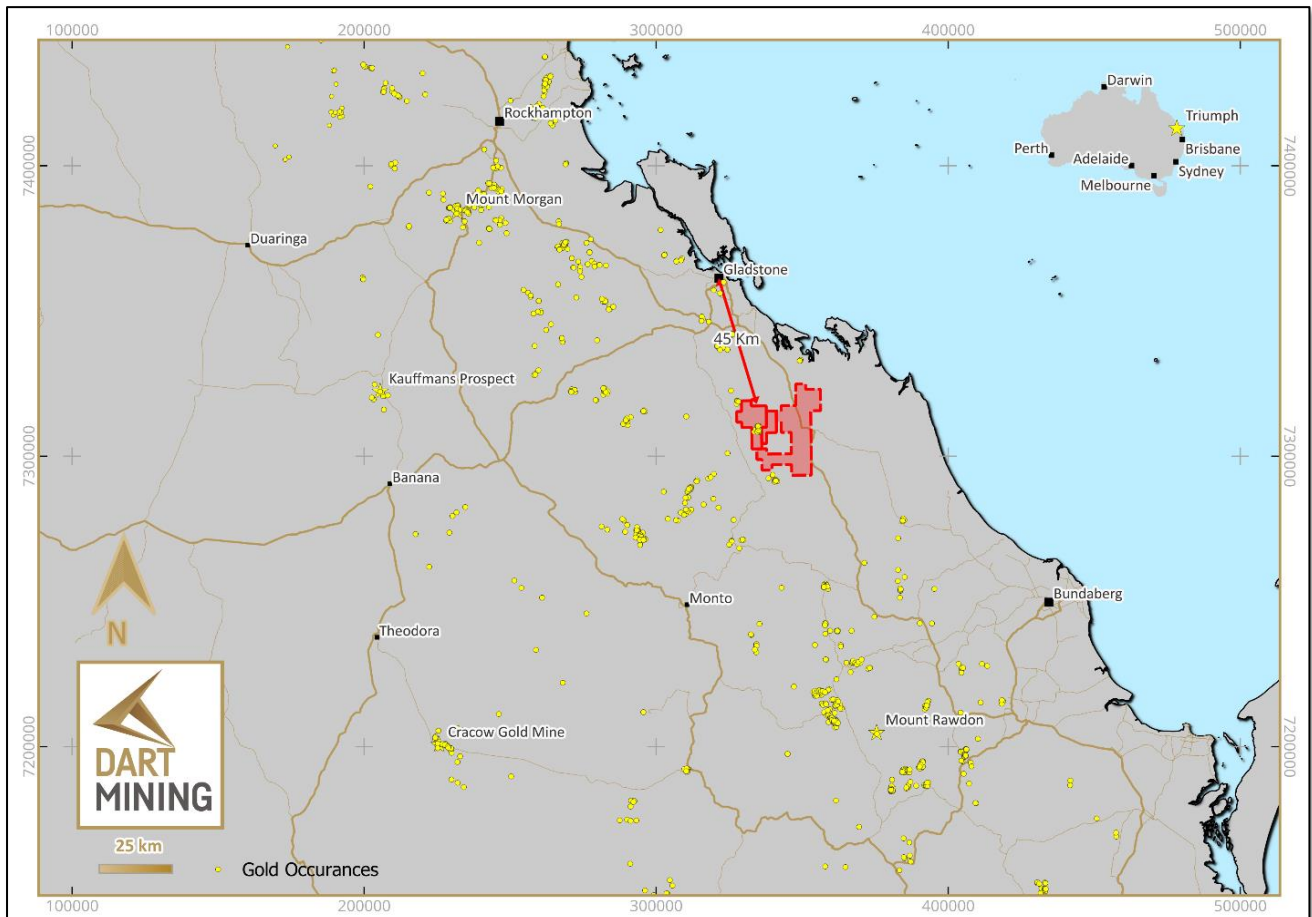 100000
200000
300000
400000
500000
Darwin
Rockhampton
Triumph
Perth
Brisbane
7400000
Adelaide
Sydney
7400000
Melbourne
Mount Morgan
Duaringa
Gladstone
45 Km
Kauffmans Prospect
7300000
7300000
Banana
N
Monto
Bundaberg
Theodora
Mount Rawdon
Cracow Gold Mine
7200000
7200000
DART
MINING
25 km
Gold Occurances
100000
200000
300000
400000
500000